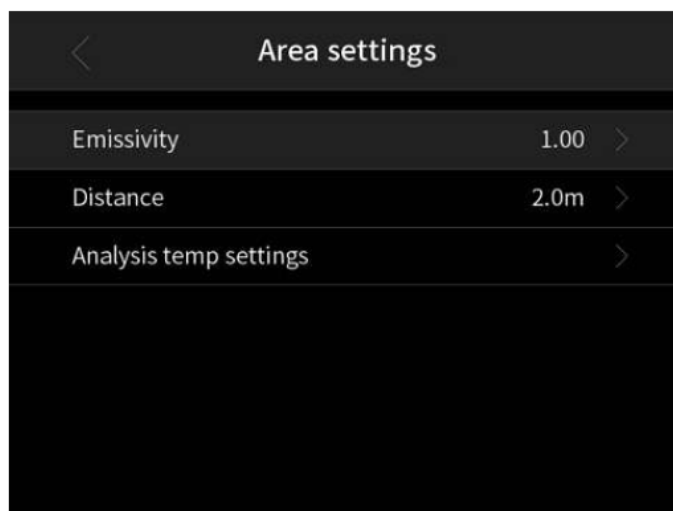 Area settings
Emissivity 1.00
Distance 2.0m
Analysis temp settings